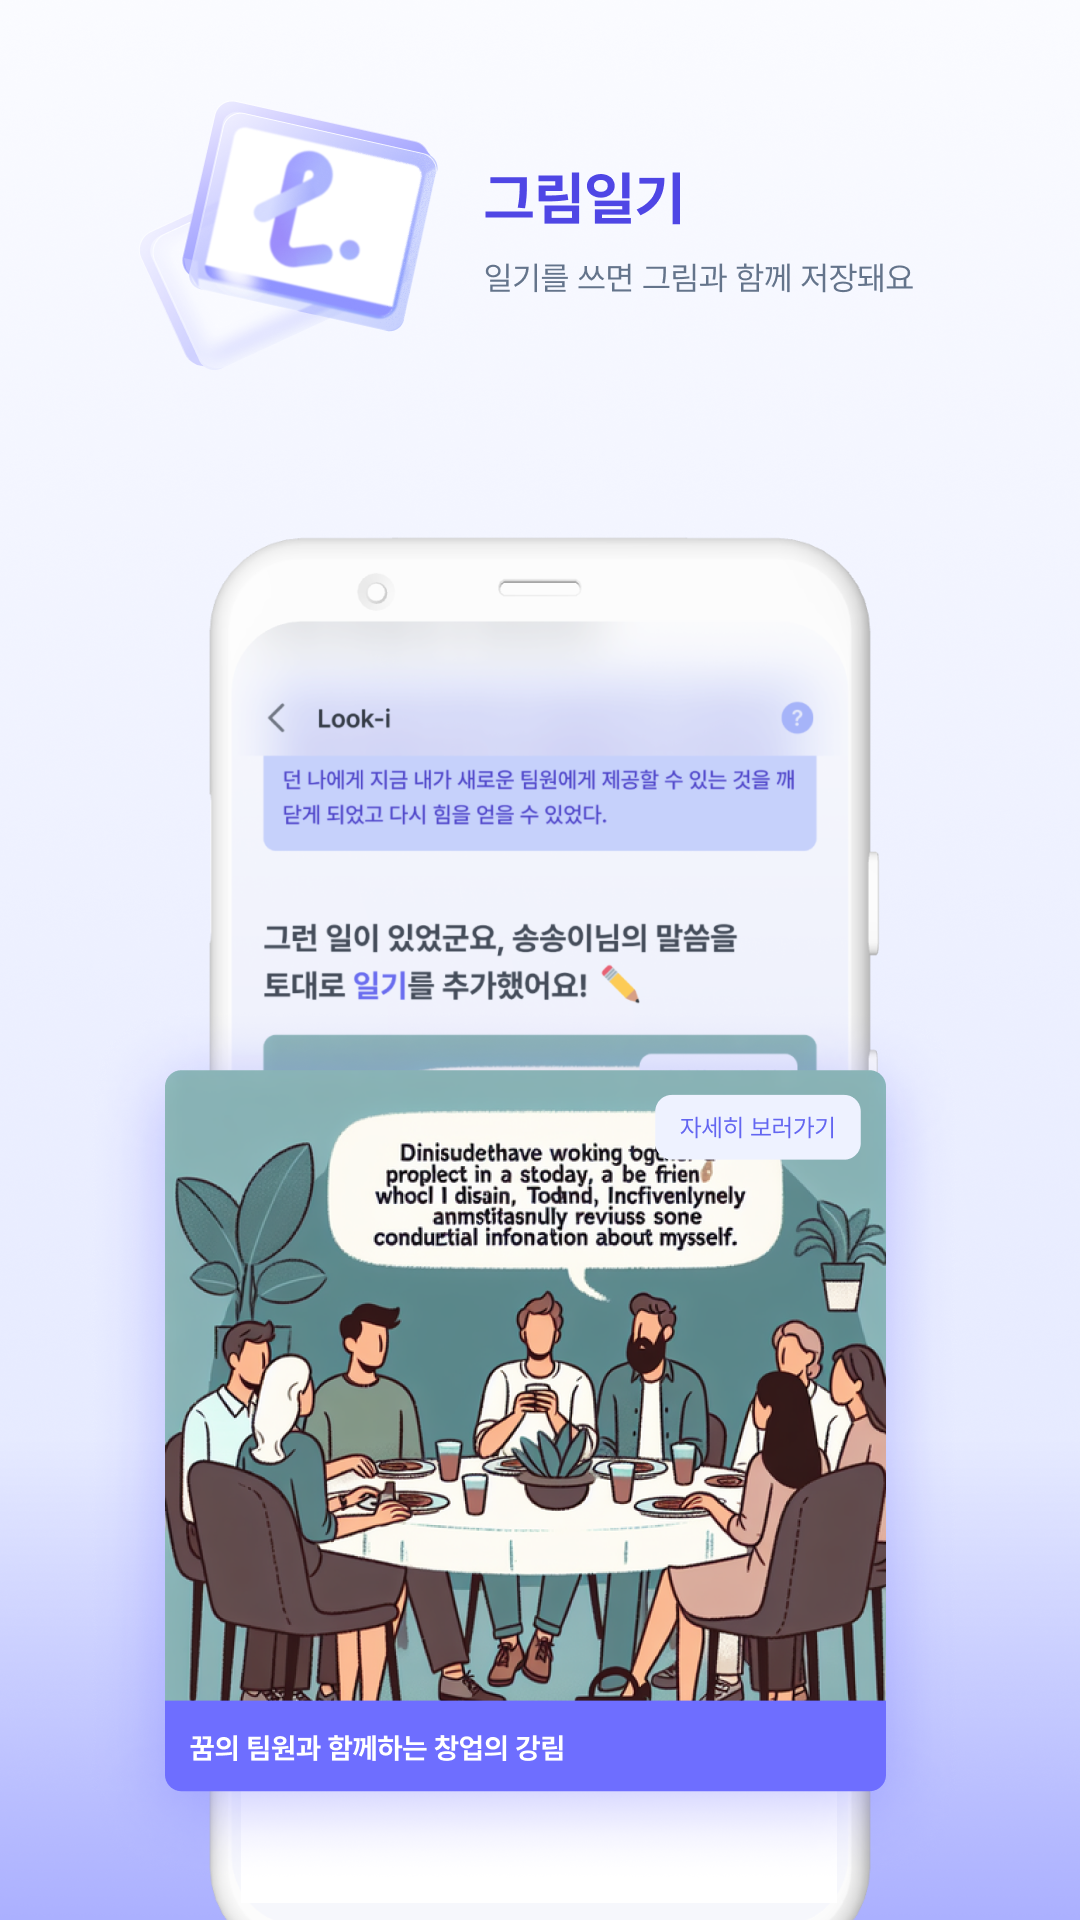 그림일기
일기를 쓰면 그림과 함께 저장돼요
Look-i
?
던 나에게 지금 내가 새로운 팀원에게 제공할 수 있는 것을 깨
닫게 되었고 다시 힘을 얻을 수 있었다.
그런 일이 있었군요, 송송이님의 말씀을
토대로 일기를 추가했어요!
자세히 보러가기
Dinisudethave woking
proplect in a stoday, a be frien
whocl I disain, Todand, Incfivenlynely
anmstitasnully reviuss sone
condurtial infonation about mysself.
꿈의 팀원과 함께하는 창업의 강림